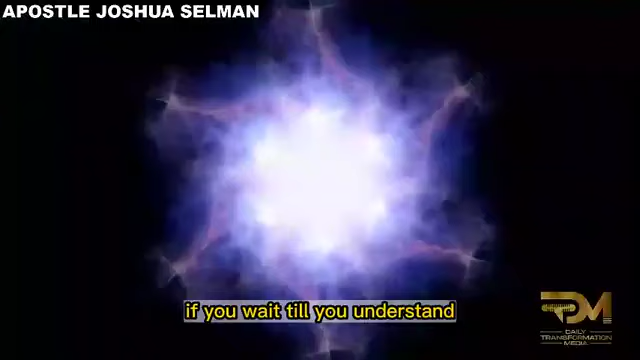 APOSTLE JOSHUA SELMAN
if you wait till you understand
DAILY
TRANSFORMATION
MEDIA